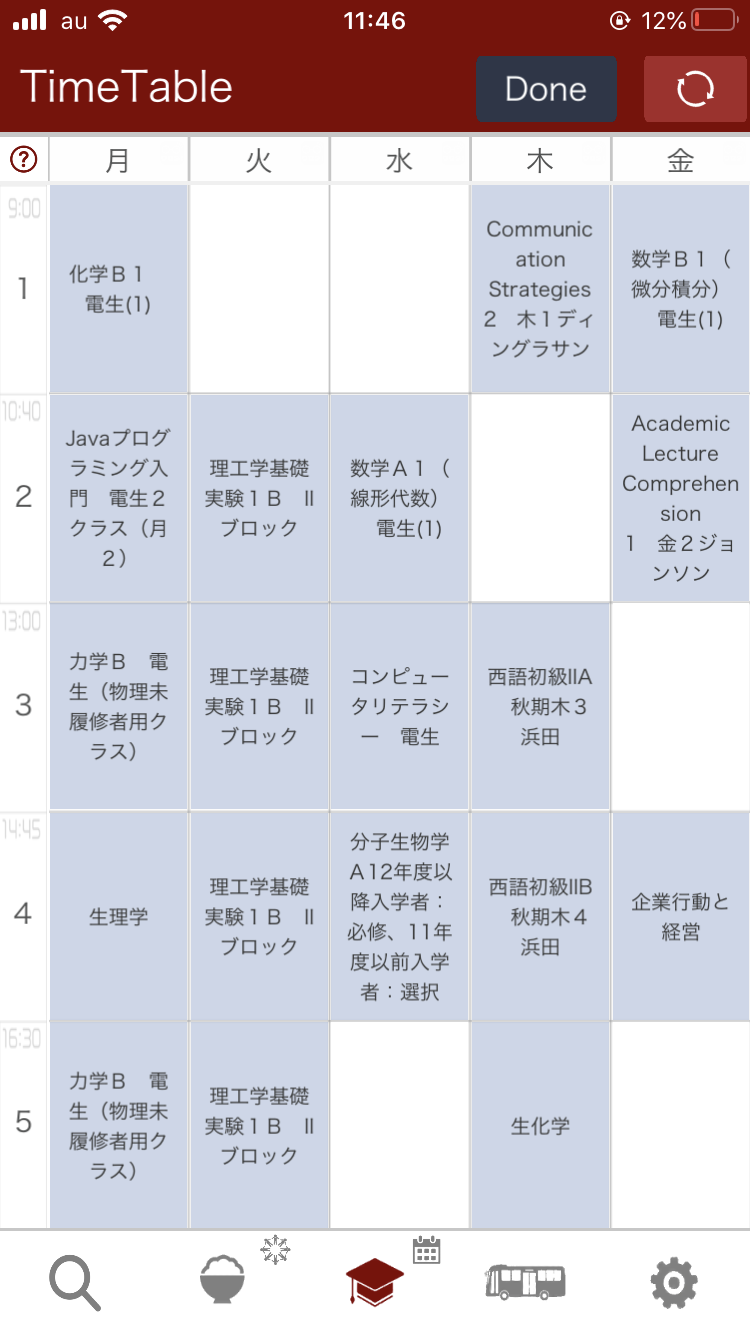 au 11:46 12%
TimeTable Done
月 火 水 木 金
9:00
1
化学Ｂ１
電生(1)
Communic
ation
Strategies
２　木１ディ
ングラサン
数学Ｂ１（
微分積分）
電生(1)
10:40
2
Javaプログ
ラミング入
門　電生２
クラス（月
２）
理工学基礎
実験１Ｂ　II
ブロック
数学Ａ１（
線形代数）
電生(1)
Academic
Lecture
Comprehen
sion
１　金２ジョ
ンソン
13:00
3
力学Ｂ　電
生（物理未
履修者用ク
ラス）
理工学基礎
実験１Ｂ　II
ブロック
コンピュー
タリテラシ
ー　電生
西語初級IIA
秋期木３
浜田
14:45
4
生理学
理工学基礎
実験１Ｂ　II
ブロック
分子生物学
Ａ12年度以
降入学者：
必修、11年
度以前入学
者：選択
西語初級IIB
秋期木４
浜田
企業行動と
経営
16:30
5
力学Ｂ　電
生（物理未
履修者用ク
ラス）
理工学基礎
実験１Ｂ　II
ブロック
生化学